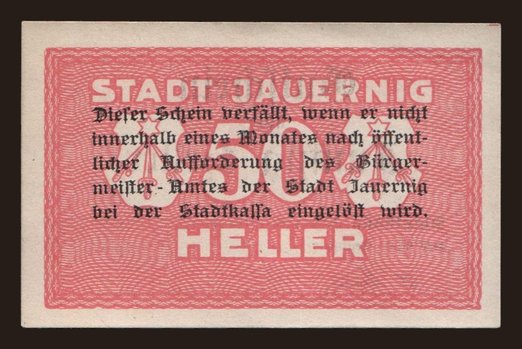 STADT JAUERNIG
Dieser Schein verfällt, wenn er nicht
innerhalb eines Monates nach öffent-
licher Aufforderung des Bürger-
50
meister-Amtes der Stadt Jauernig
bei der Stadtkassa eingelöst wird.
HELLER